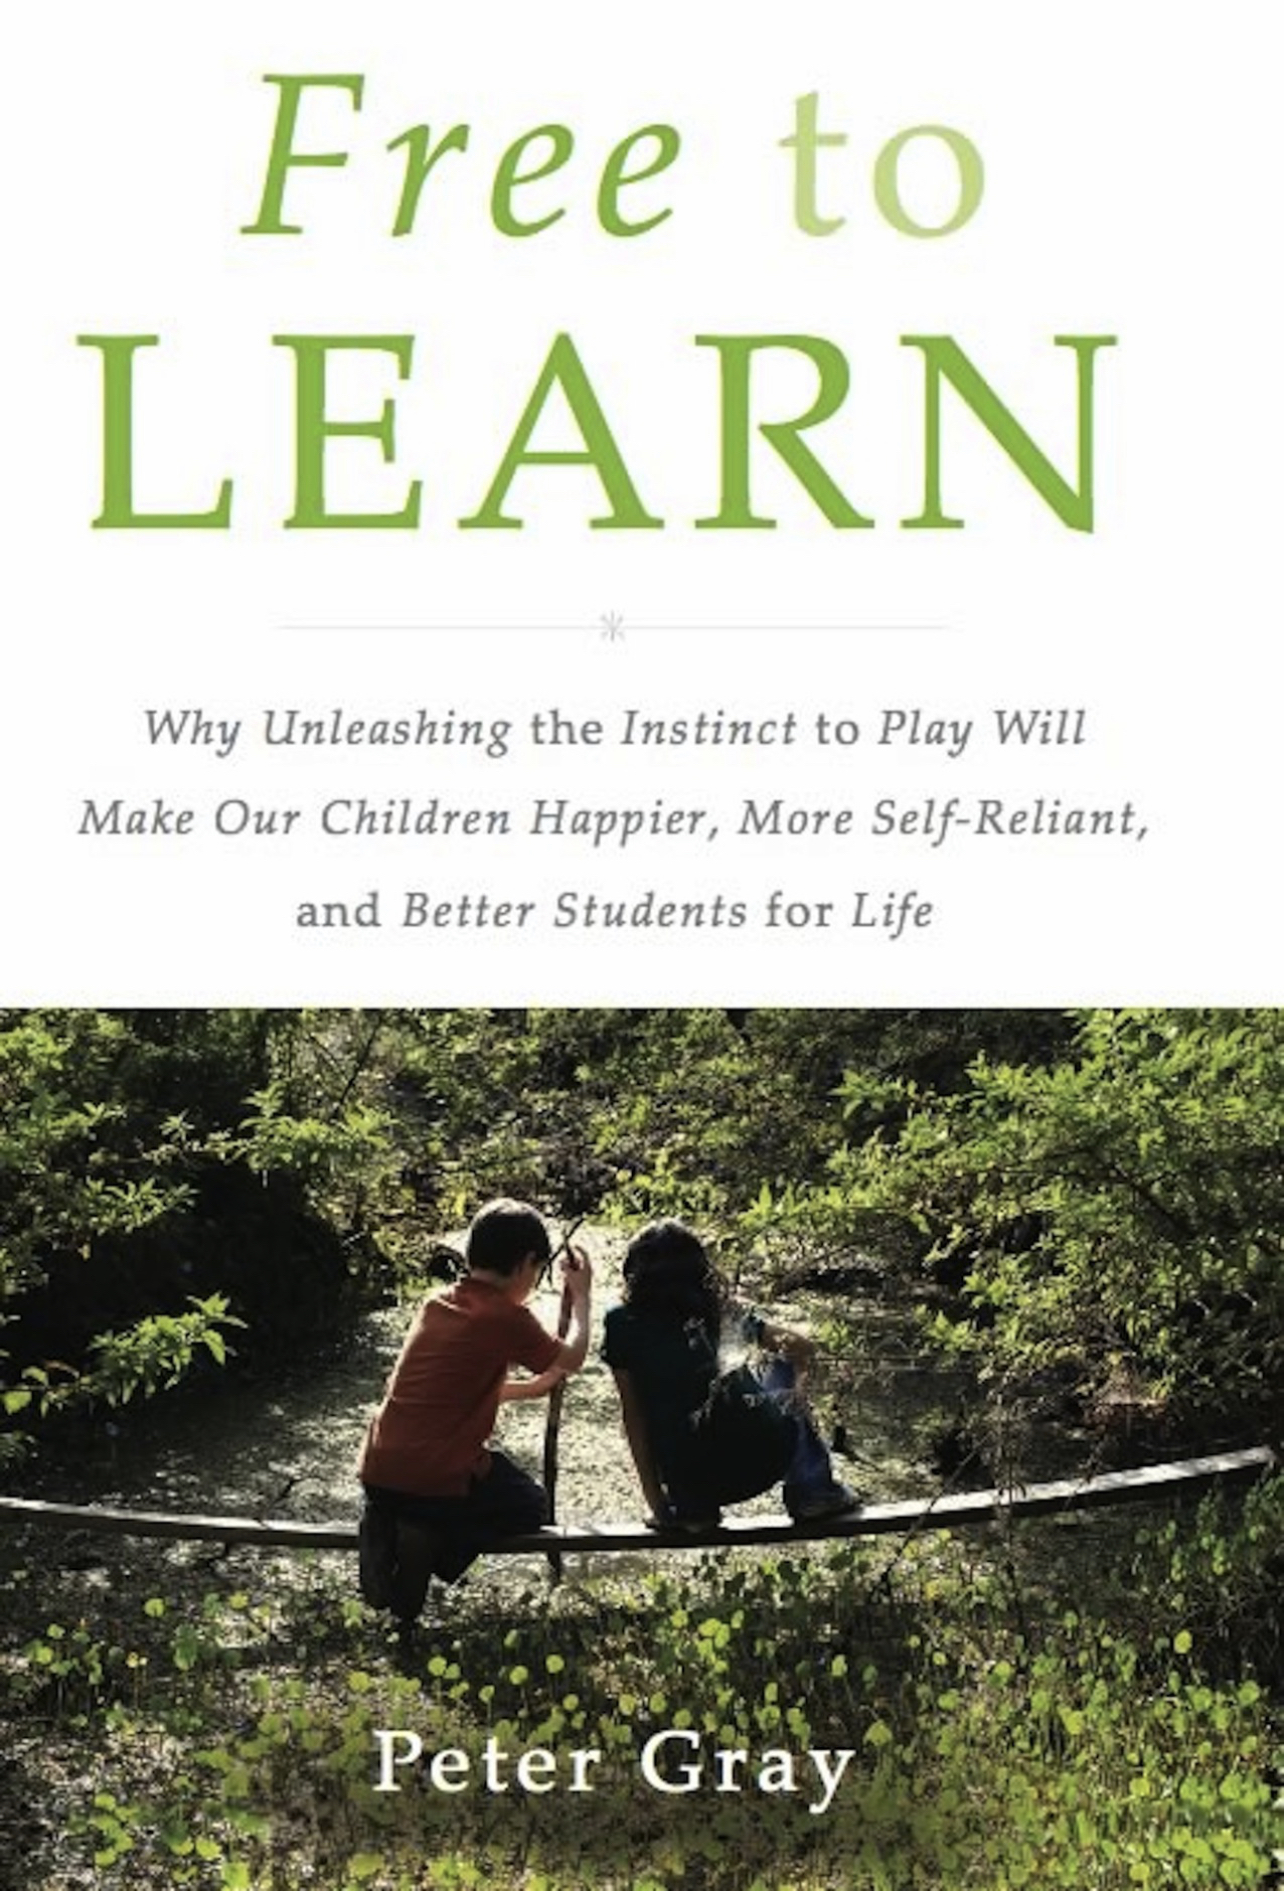 Free to
LEARN
Why Unleashing the Instinct to Play Will
Make Our Children Happier, More Self-Reliant,
and Better Students for Life
Peter Gray